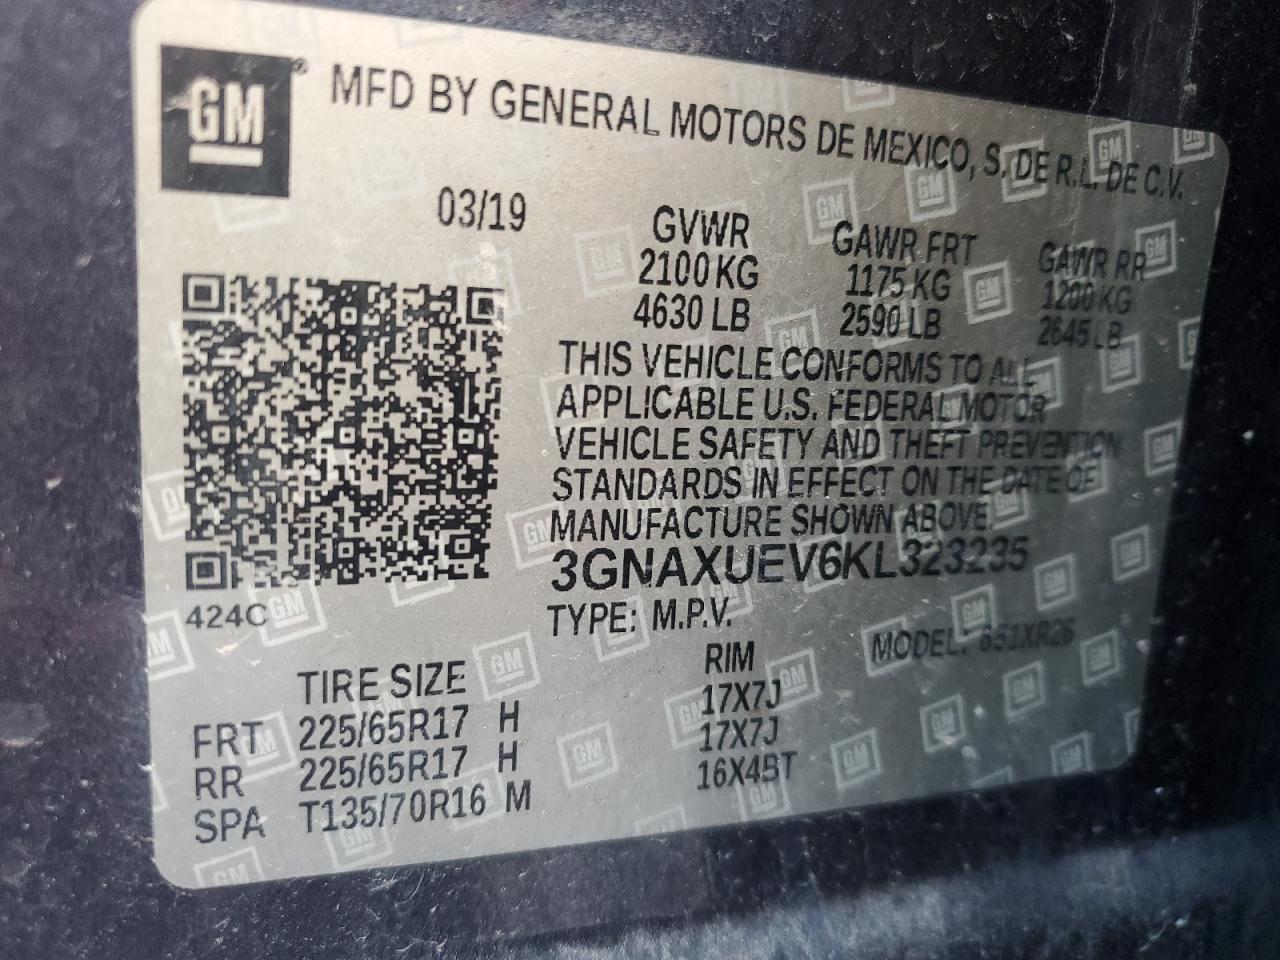 GM® MFD BY GENERAL MOTORS DE MEXICO, S. DE R.L. DE C.V.
03/19 GVWR GAWR FRT GAWR RR
2100 KG 1175 KG 1200 KG
4630 LB 2590 LB 2645 LB
THIS VEHICLE CONFORMS TO ALL
APPLICABLE U.S. FEDERAL MOTOR
VEHICLE SAFETY AND THEFT PREVENTION
STANDARDS IN EFFECT ON THE DATE OF
MANUFACTURE SHOWN ABOVE.
3GNAXUEV6KL323235
424C TYPE: M.P.V. MODEL: 651XR26
TIRE SIZE RIM
FRT 225/65R17 H 17X7J
RR 225/65R17 H 17X7J
SPA T135/70R16 M 16X4BT